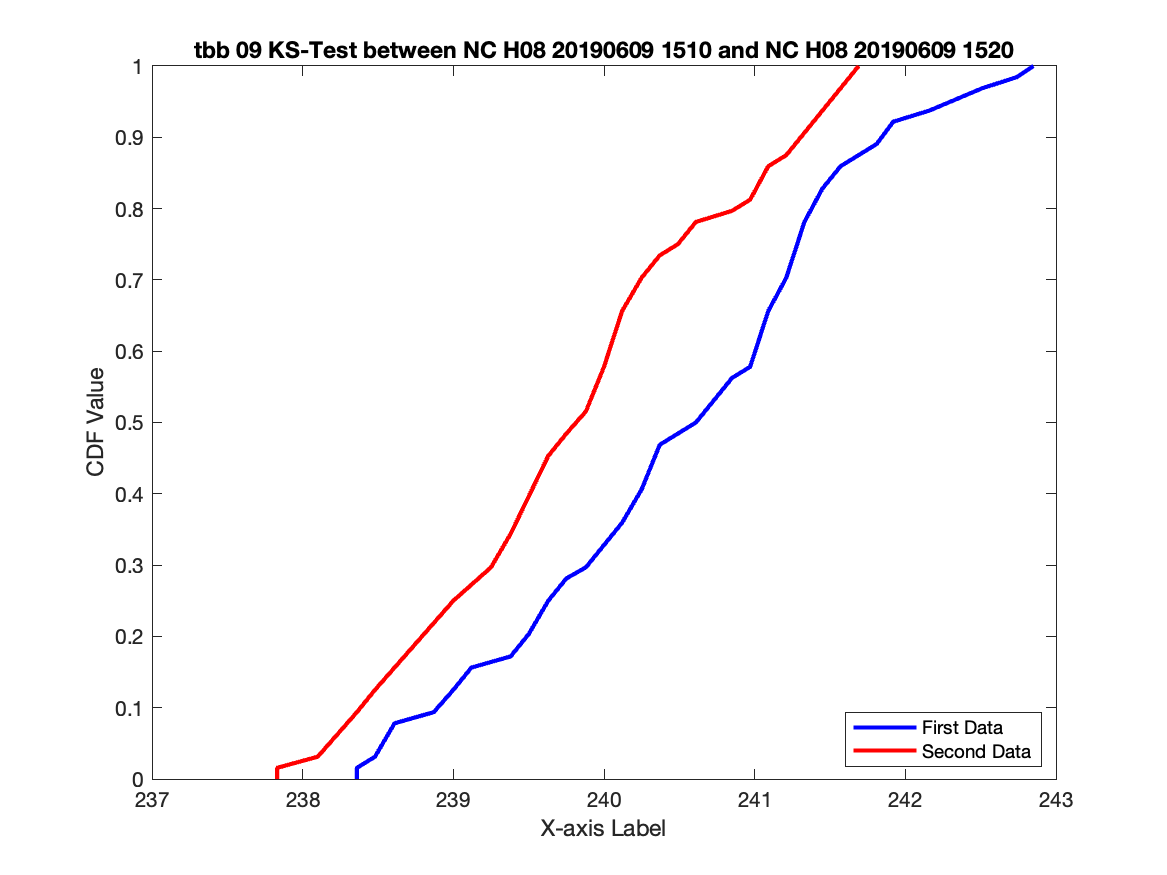 tbb 09 KS-Test between NC H08 20190609 1510 and NC H08 20190609 1520
1
0.9
0.8
0.7
0.6
0.5
0.4
0.3
0.2
0.1
0
CDF Value
First Data
Second Data
237 238 239 240 241 242 243
X-axis Label